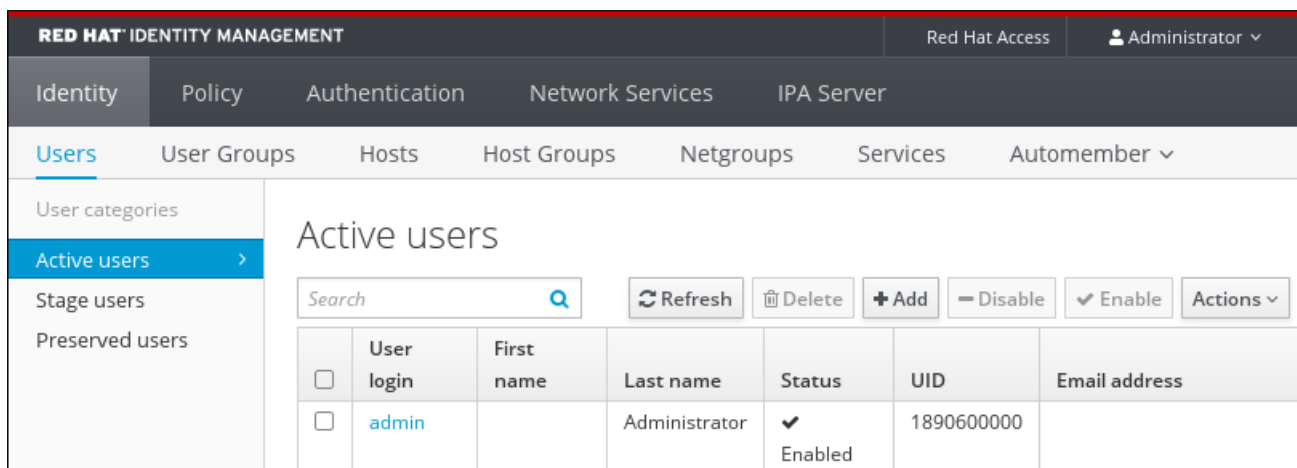 RED HAT® IDENTITY MANAGEMENT Red Hat Access Administrator
Identity Policy Authentication Network Services IPA Server
Users User Groups Hosts Host Groups Netgroups Services Automember
User categories
Active users
Stage users
Preserved users
Active users
Search Refresh Delete Add Disable Enable Actions
User login First name Last name Status UID Email address
admin Administrator Enabled 1890600000